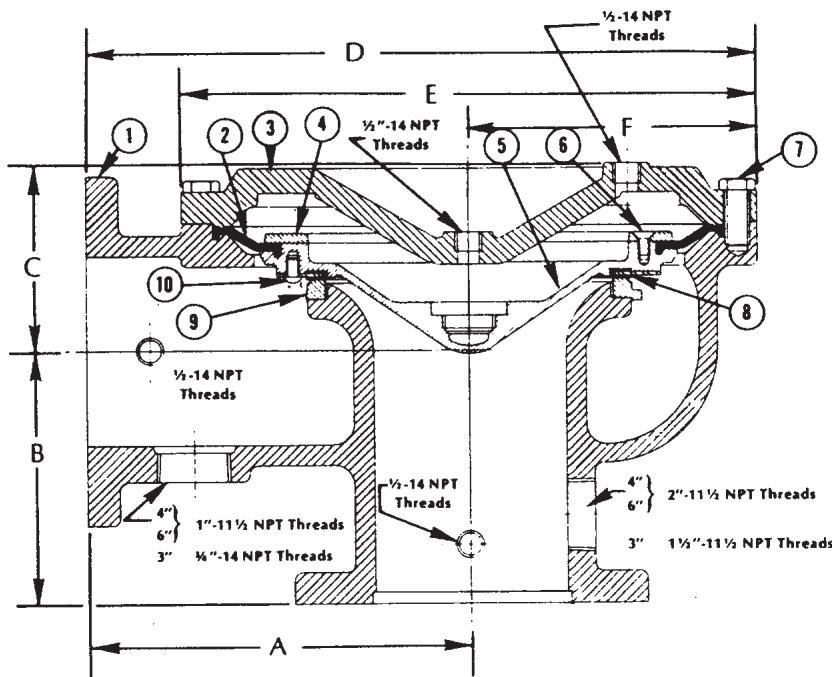 ½-14 NPT
Threads
D
E
½"-14 NPT
Threads
F
1
2
3
4
5
6
7
C
10
9
8
½-14 NPT
Threads
B
½-14 NPT
Threads
4"
6" } 1"-11½ NPT Threads
3" ¾"-14 NPT Threads
4"
6" } 2"-11½ NPT Threads
3" 1½"-11½ NPT Threads
A